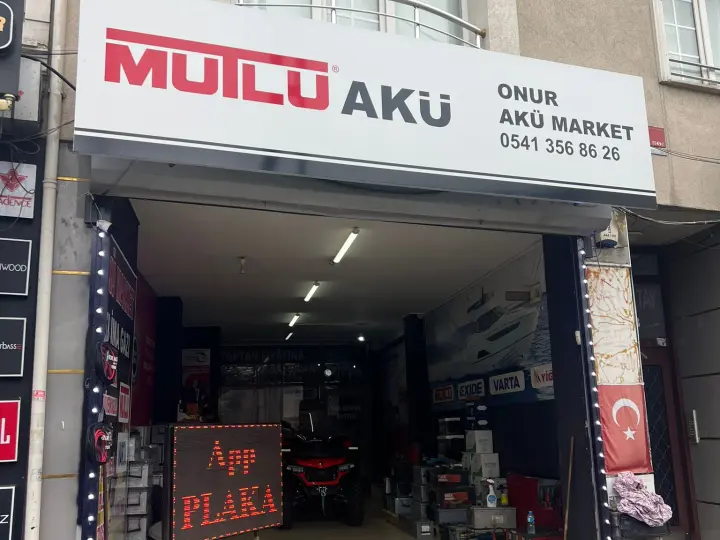 MUTLU® AKÜ
ONUR
AKÜ MARKET
0541 356 86 26
EXIDE
VARTA
App
PLAKA